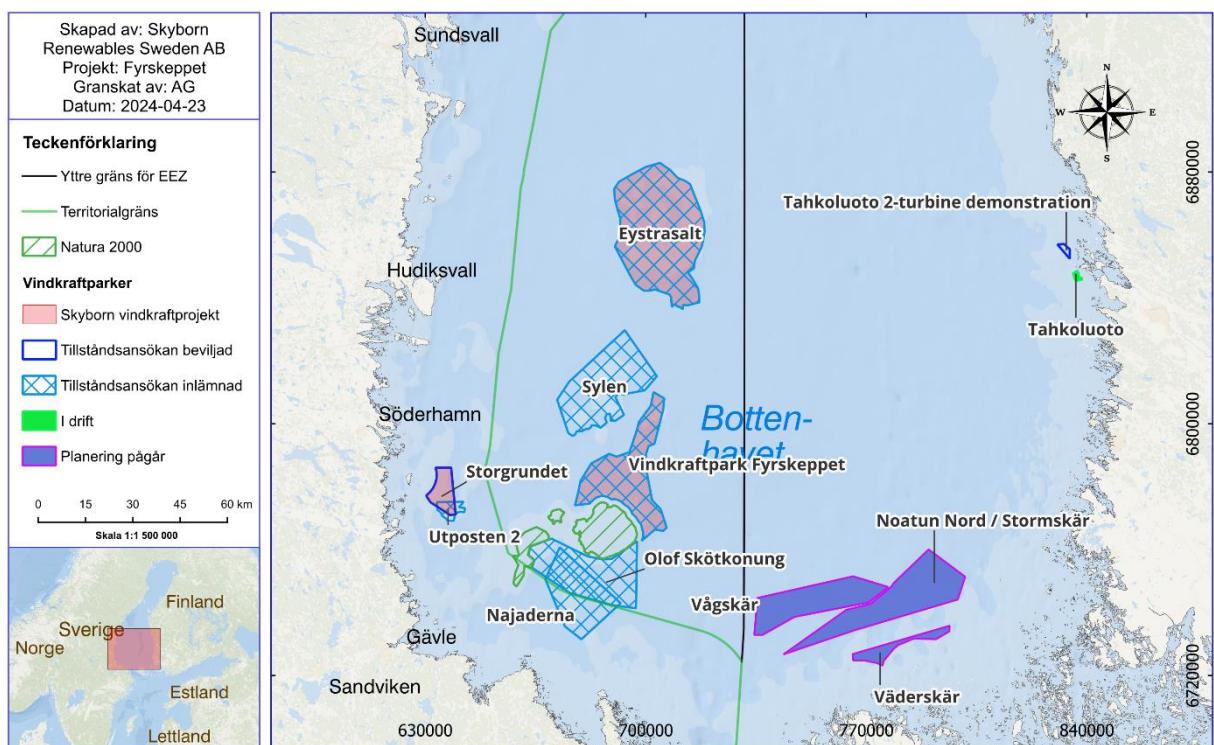 Skapad av: Skyborn
Renewables Sweden AB
Projekt: Fyrskeppet
Granskat av: AG
Datum: 2024-04-23
Teckenförklaring
Yttre gräns för EEZ
Territorialgräns
Natura 2000
Vindkraftparker
Skyborn vindkraftprojekt
Tillståndsansökan beviljad
Tillståndsansökan inlämnad
I drift
Planering pågår
0 15 30 45 60 km
Skala 1:1 500 000
Finland
Sverige
Norge
Estland
Lettland
Sundsvall
N
W E
S
6880000
Tahkoluoto 2-turbine demonstration
Eystrasalt
Hudiksvall
Tahkoluoto
Sylen
Söderhamn
Botten-
havet
6800000
Vindkraftpark Fyrskeppet
Storgrundet
Noatun Nord / Stormskär
Utposten 2
Olof Skötkonung
Vågskär
Najaderna
Gävle
Väderskär
Sandviken
6720000
630000 700000 770000 840000